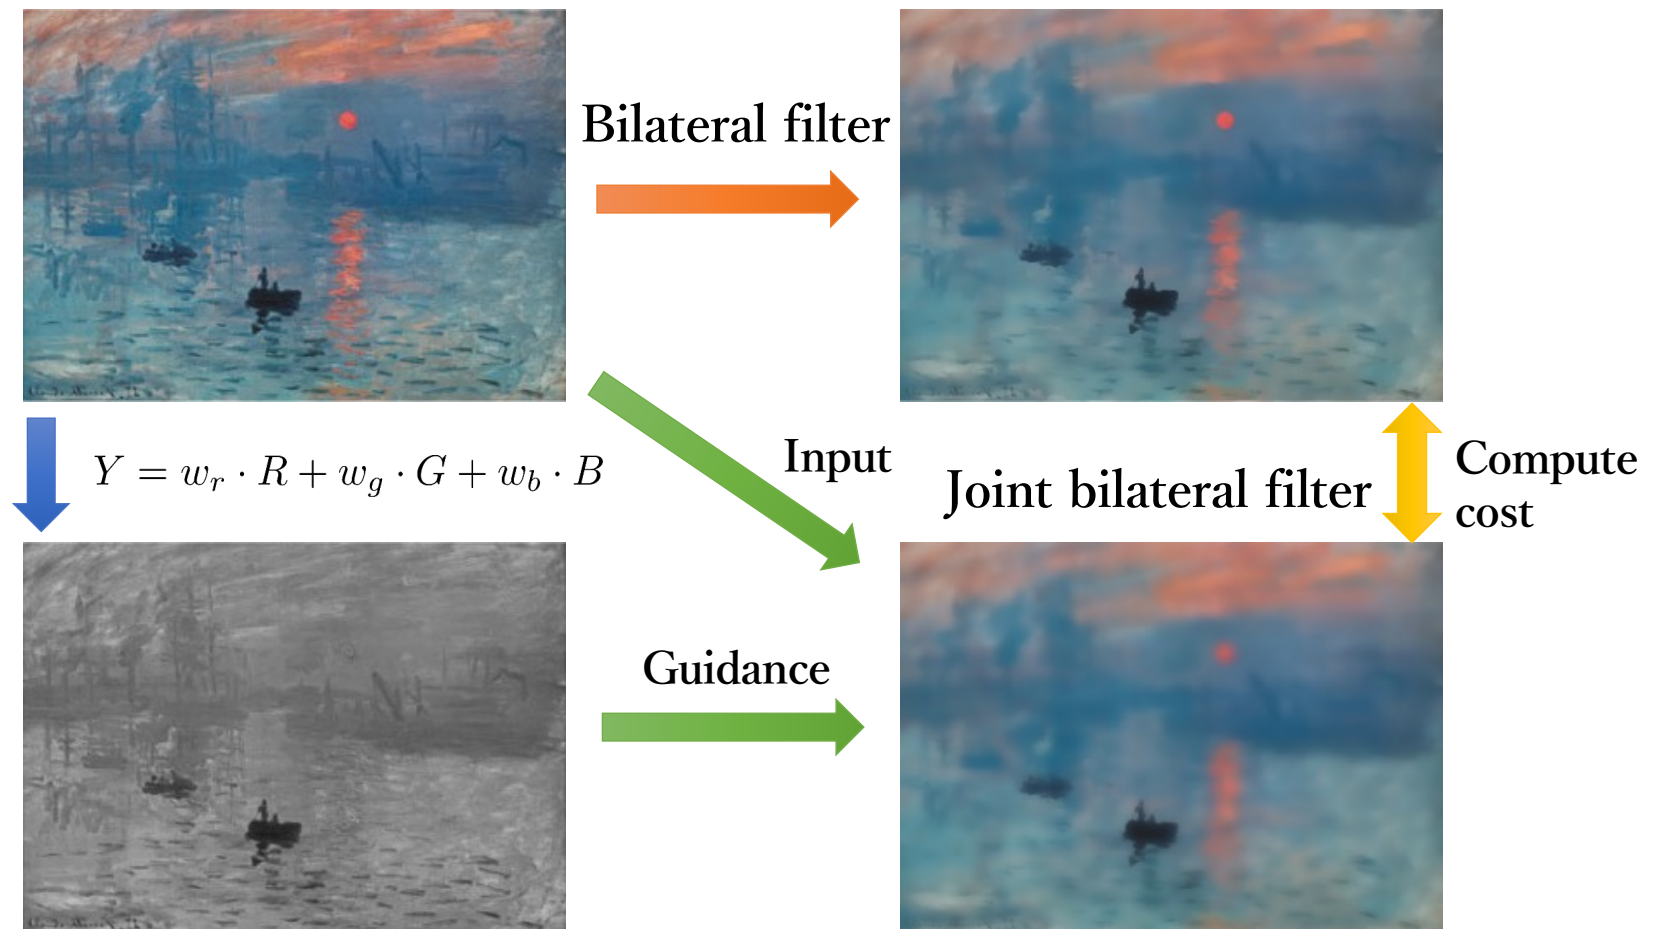 Bilateral filter
Y = w_r · R + w_g · G + w_b · B
Input
Joint bilateral filter
Compute
cost
Guidance